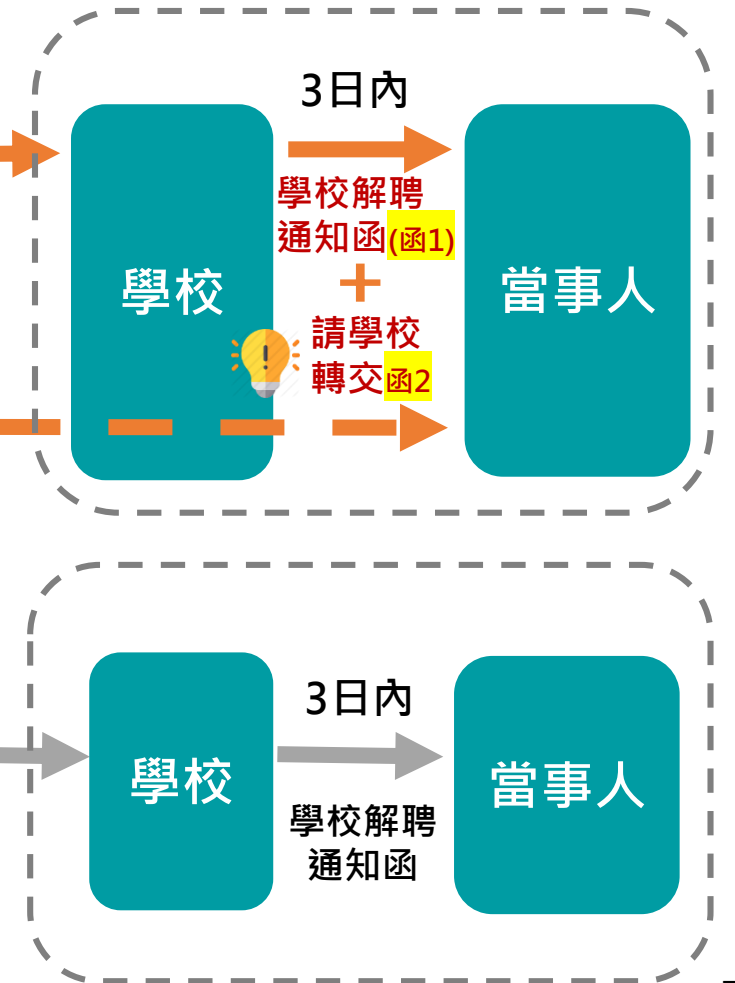 3日內
學校解聘
通知函(函1)
+
學校
當事人
請學校
轉交函2
3日內
學校
當事人
學校解聘
通知函